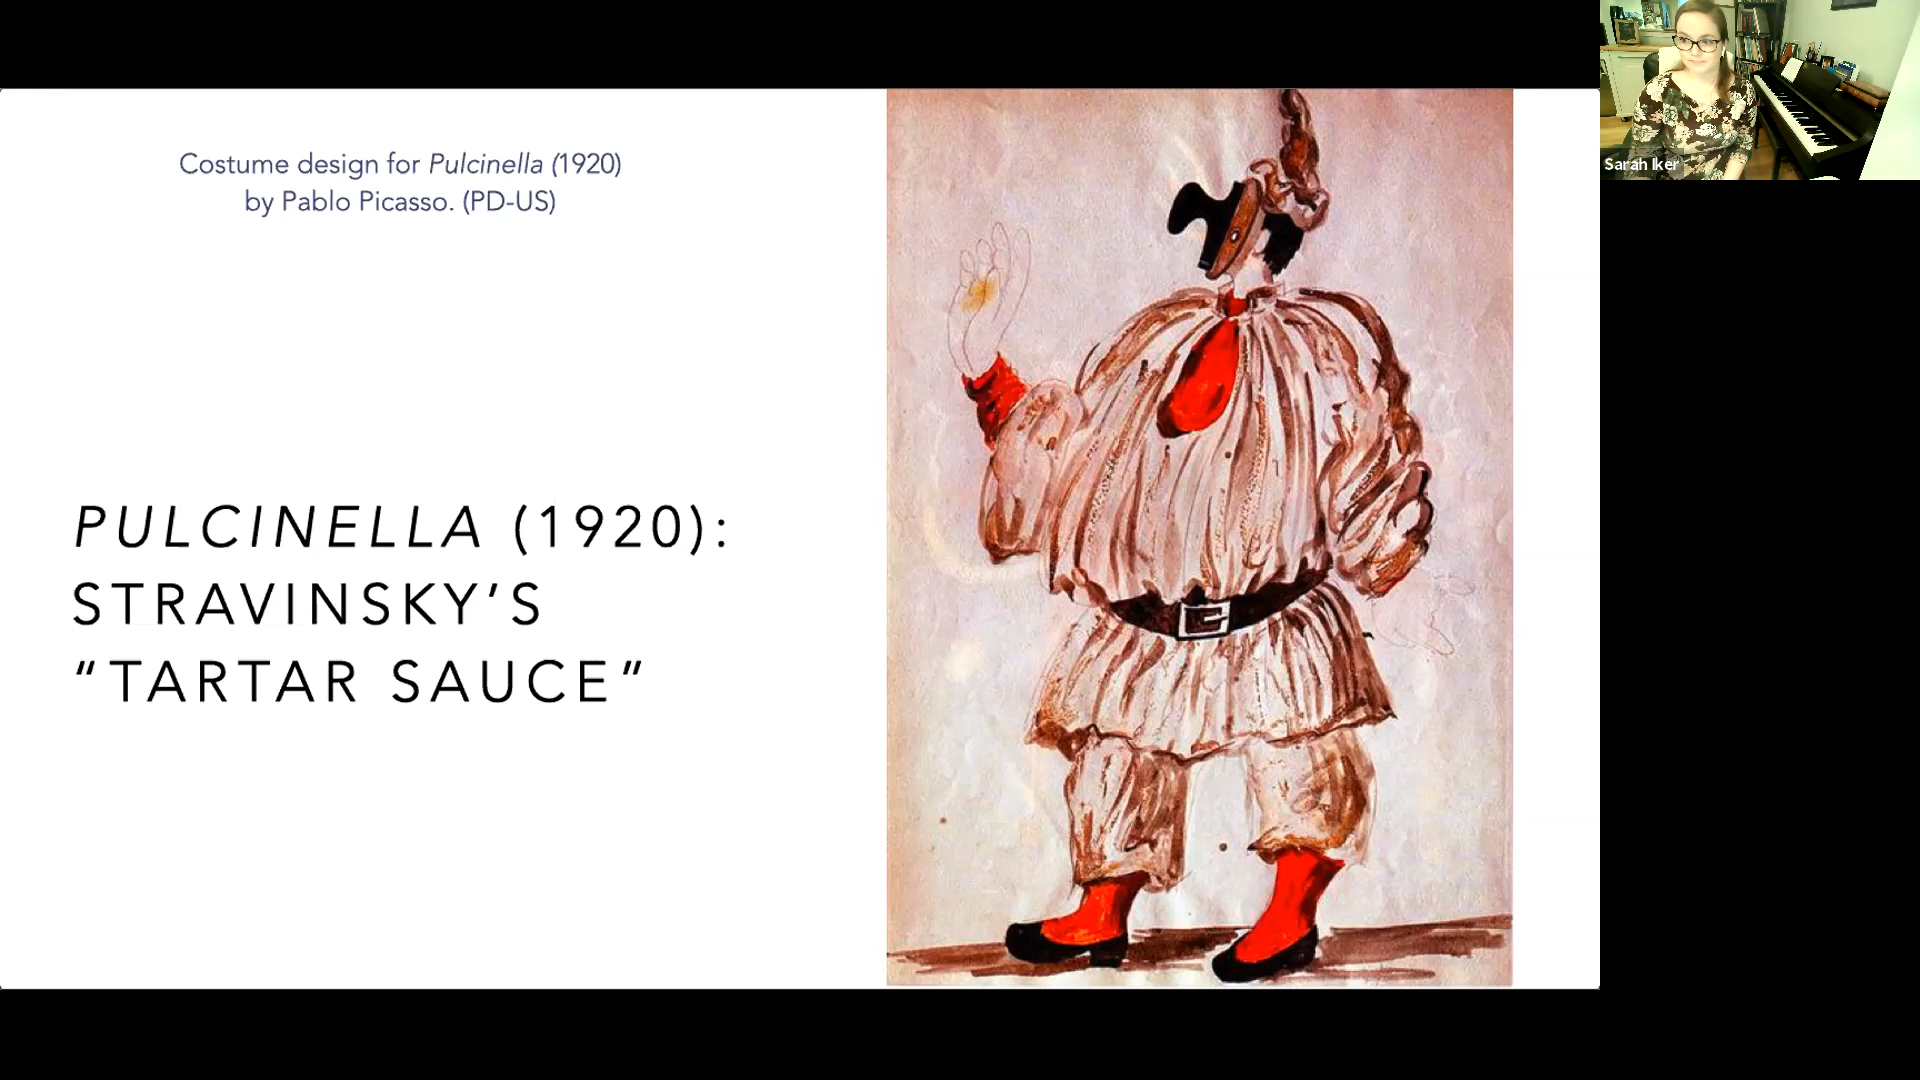 Costume design for Pulcinella (1920)
by Pablo Picasso. (PD-US)
PULCINELLA (1920):
STRAVINSKY’S
“TARTAR SAUCE”
Sarah Iker